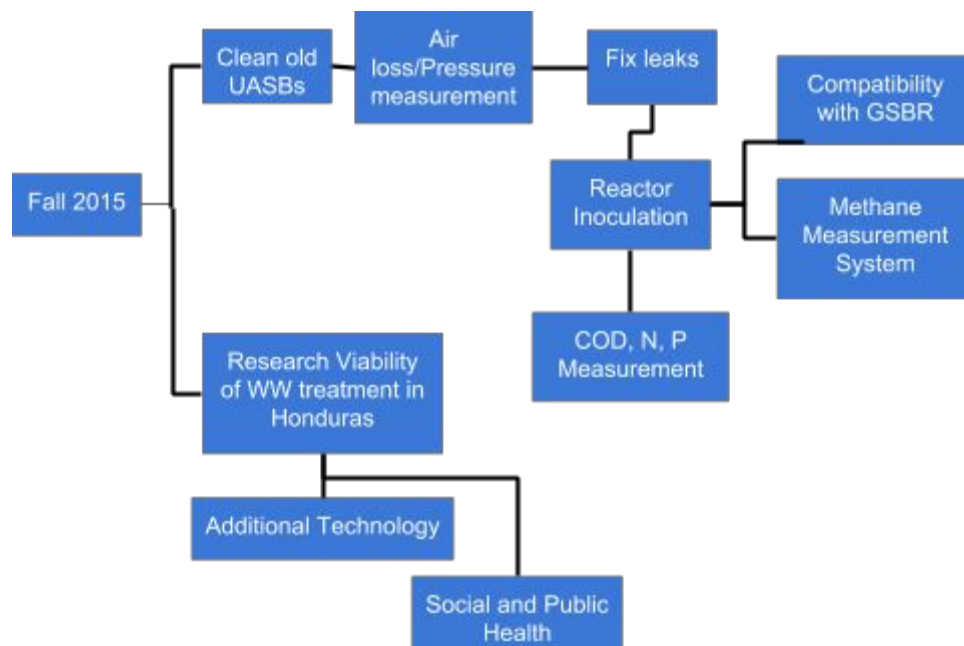 Fall 2015
Clean old
UASBs
Air
loss/Pressure
measurement
Fix leaks
Reactor
Inoculation
Compatibility
with GSBR
Methane
Measurement
System
COD, N, P
Measurement
Research Viability
of WW treatment in
Honduras
Additional Technology
Social and Public
Health